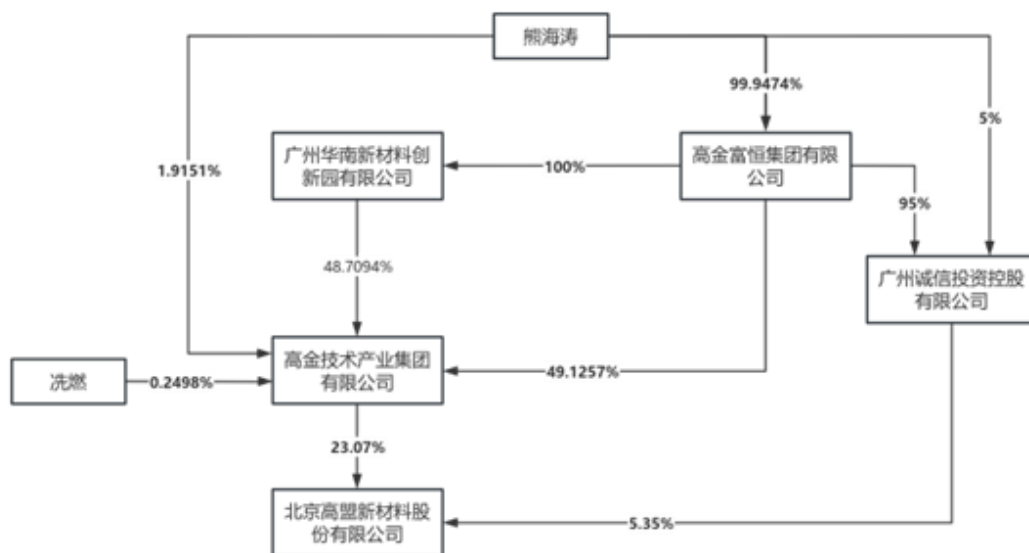 熊海涛
99.9474%
5%
1.9151%
广州华南新材料创
新园有限公司
100%
高金富恒集团有限
公司
95%
48.7094%
广州诚信投资控股
有限公司
高金技术产业集团
有限公司
冼燃
0.2498%
49.1257%
23.07%
北京高盟新材料股
份有限公司
5.35%